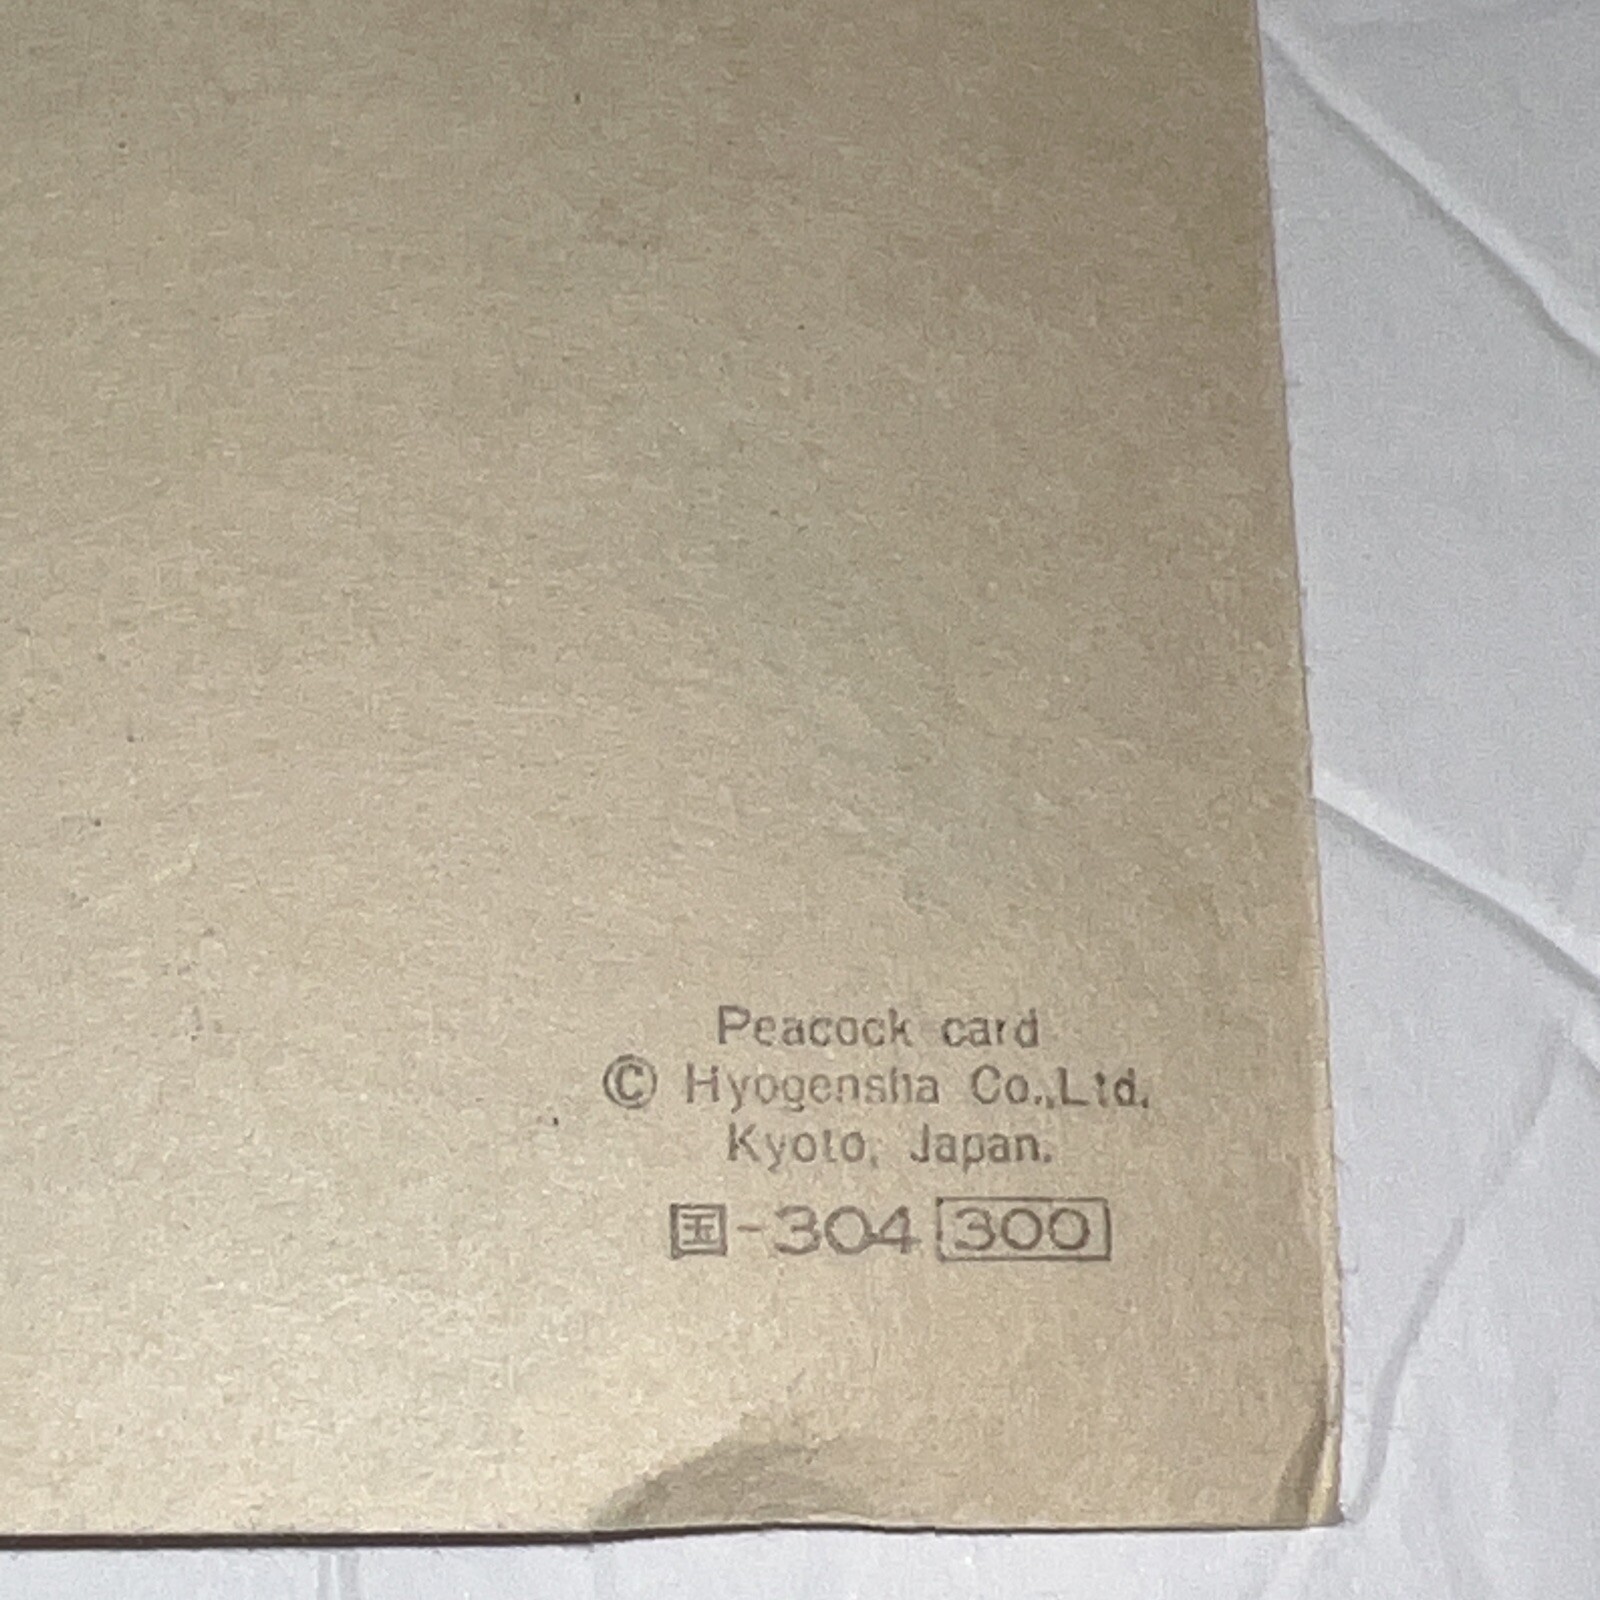 Peacock card
© Hyogensha Co.,Ltd.
Kyoto, Japan.
国-304 300